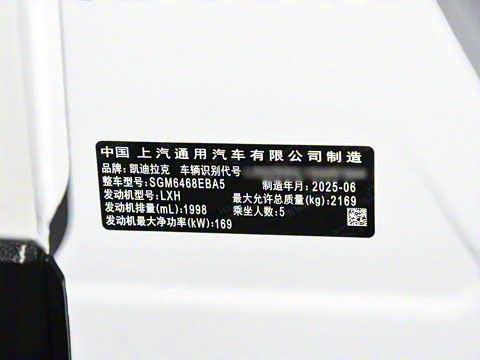 中国 上汽通用汽车有限公司制造
品牌: 凯迪拉克 车辆识别代号
整车型号:SGM6468EBA5 制造年月: 2025-06
发动机型号:LXH 最大允许总质量(kg):2169
发动机排量(mL):1998 乘坐人数:5
发动机最大净功率(kW):169